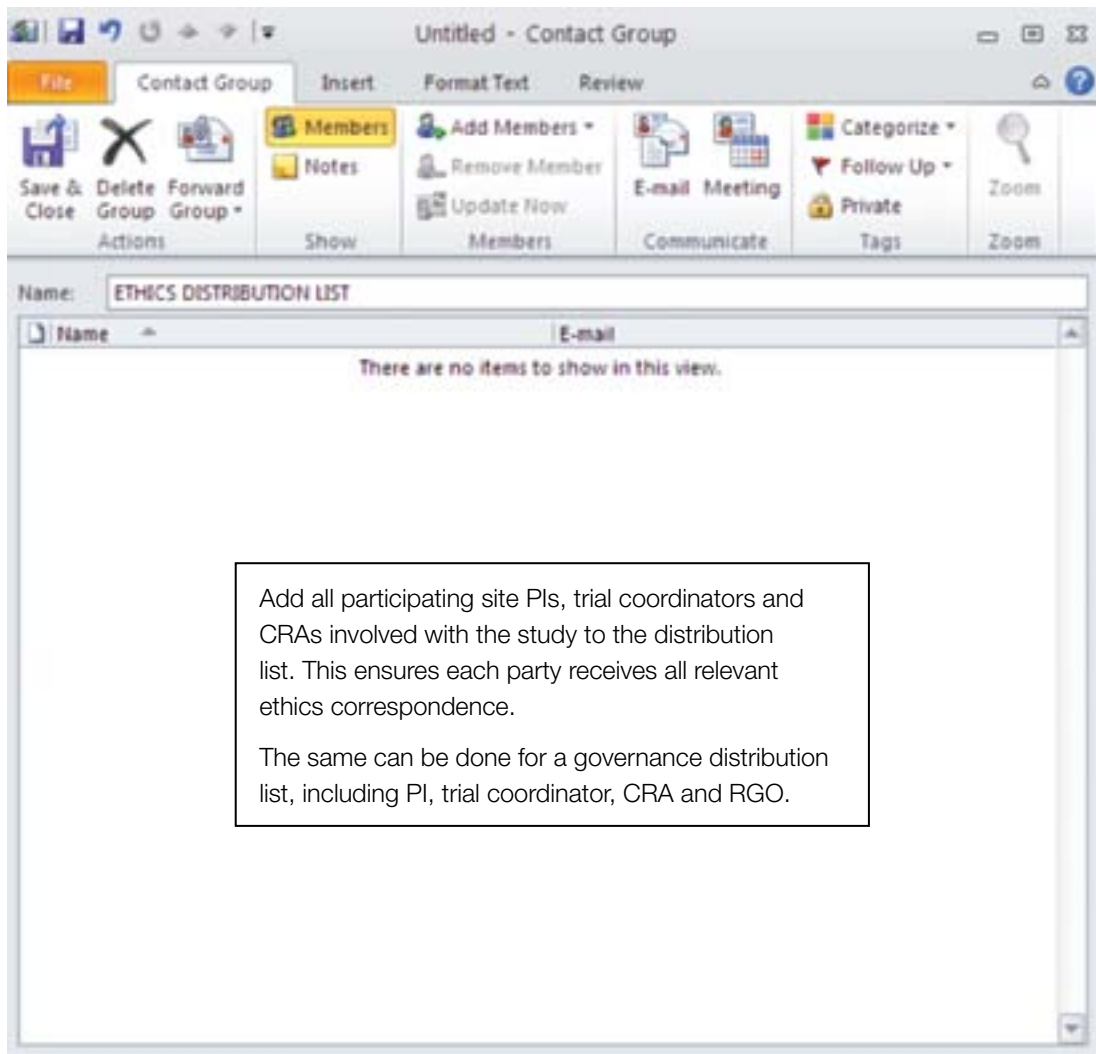 Untitled - Contact Group
File Contact Group Insert Format Text Review
Members Add Members Categorize
Notes Remove Member Follow Up
Save & Close Delete Group Forward Group Update Now E-mail Meeting Private Zoom
Actions Show Members Communicate Tags Zoom
Name: ETHICS DISTRIBUTION LIST
Name E-mail
There are no items to show in this view.
Add all participating site PIs, trial coordinators and
CRAs involved with the study to the distribution
list. This ensures each party receives all relevant
ethics correspondence.
The same can be done for a governance distribution
list, including PI, trial coordinator, CRA and RGO.